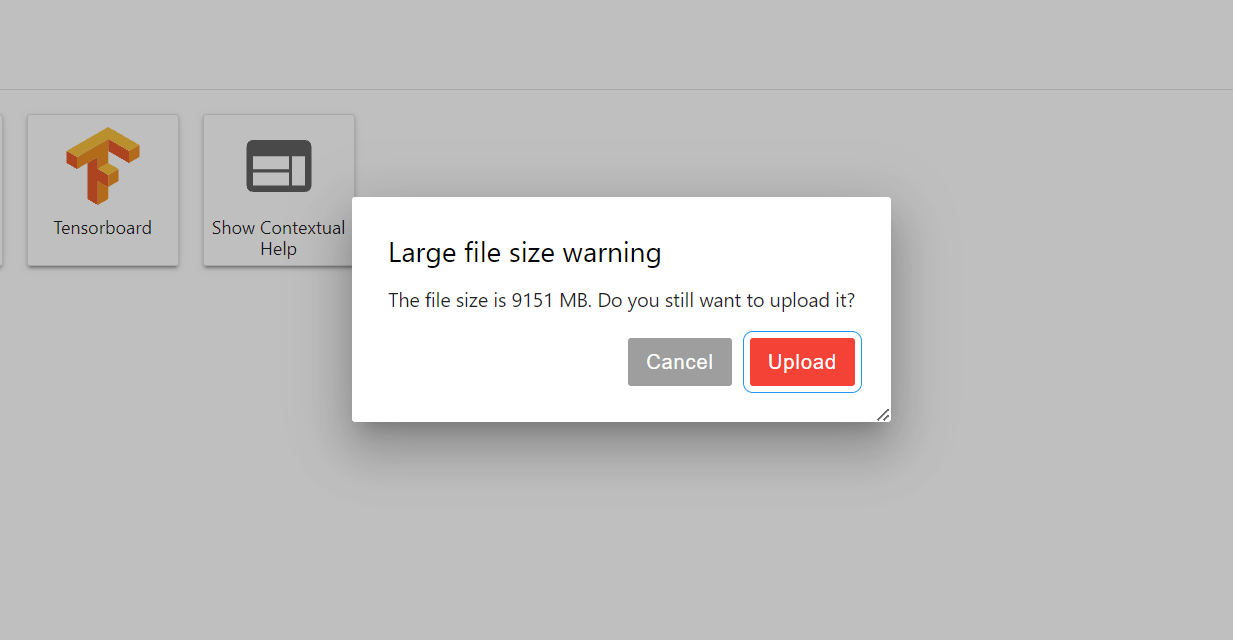 Tensorboard
Show Contextual
Help
Large file size warning
The file size is 9151 MB. Do you still want to upload it?
Cancel
Upload